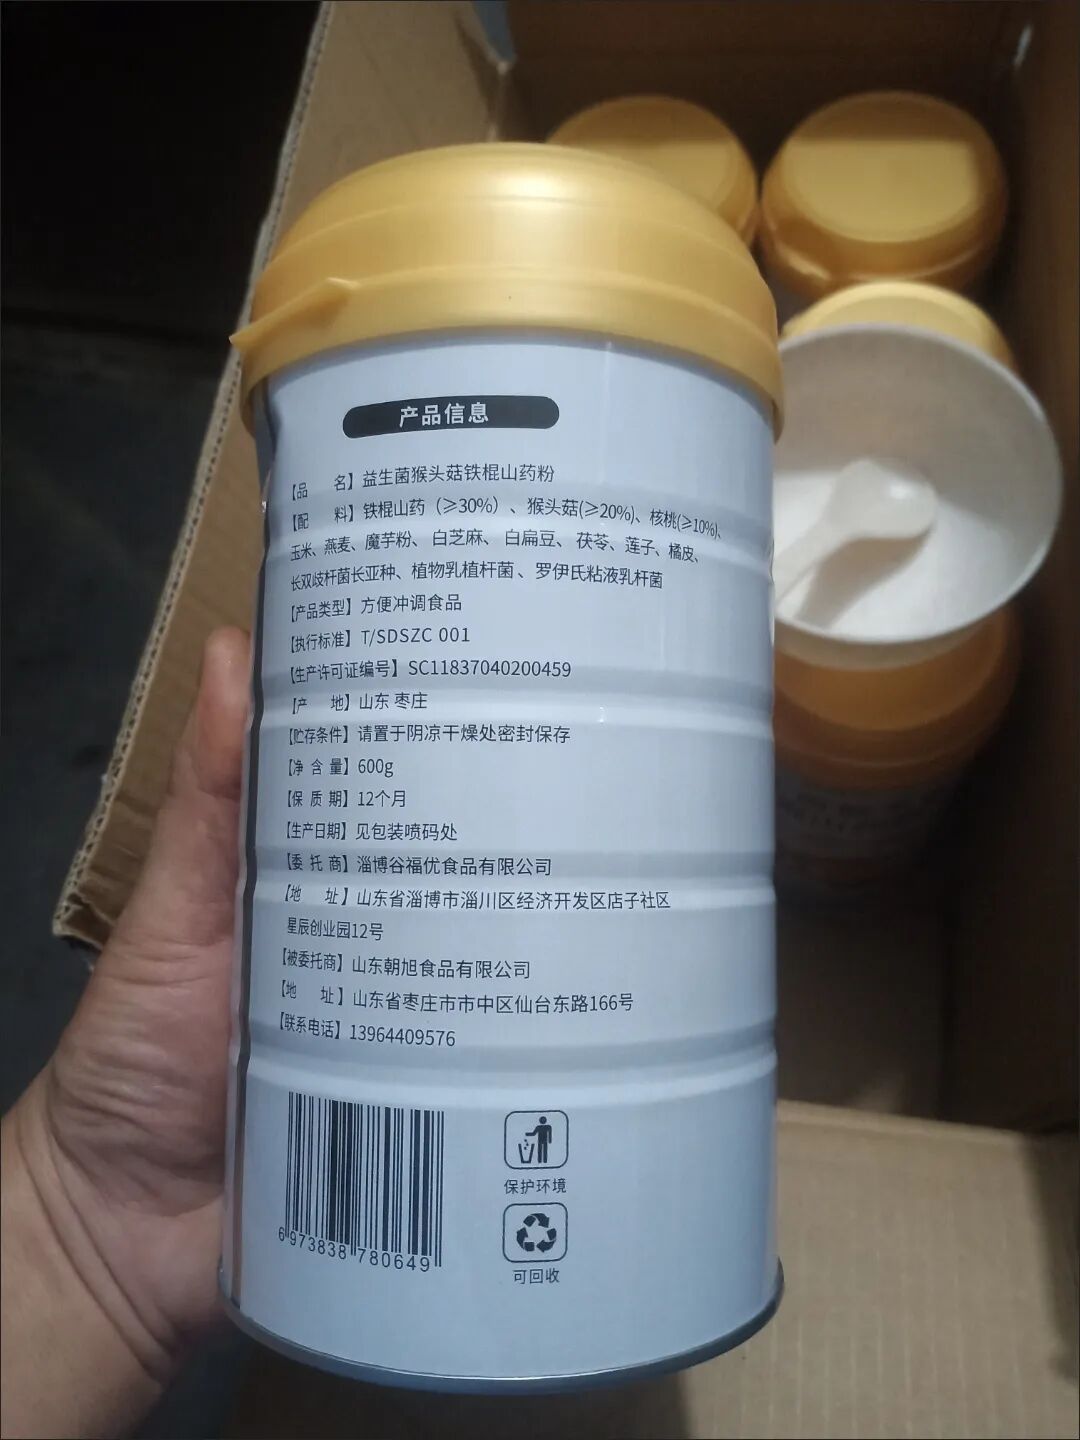 产品信息
【品 名】益生菌猴头菇铁棍山药粉
【配 料】铁棍山药（≥30%）、猴头菇(≥20%)、核桃(≥10%)、
玉米、燕麦、魔芋粉、白芝麻、白扁豆、茯苓、莲子、橘皮、
长双歧杆菌长亚种、植物乳植杆菌、罗伊氏粘液乳杆菌
【产品类型】方便冲调食品
【执行标准】T/SDSZC 001
【生产许可证编号】SC11837040200459
【产 地】山东 枣庄
【贮存条件】请置于阴凉干燥处密封保存
【净 含 量】600g
【保 质 期】12个月
【生产日期】见包装喷码处
【委 托 商】淄博谷福优食品有限公司
【地 址】山东省淄博市淄川区经济开发区店子社区
星辰创业园12号
【被委托商】山东朝旭食品有限公司
【地 址】山东省枣庄市市中区仙台东路166号
【联系电话】13964409576
6 973838 780649
保护环境
可回收